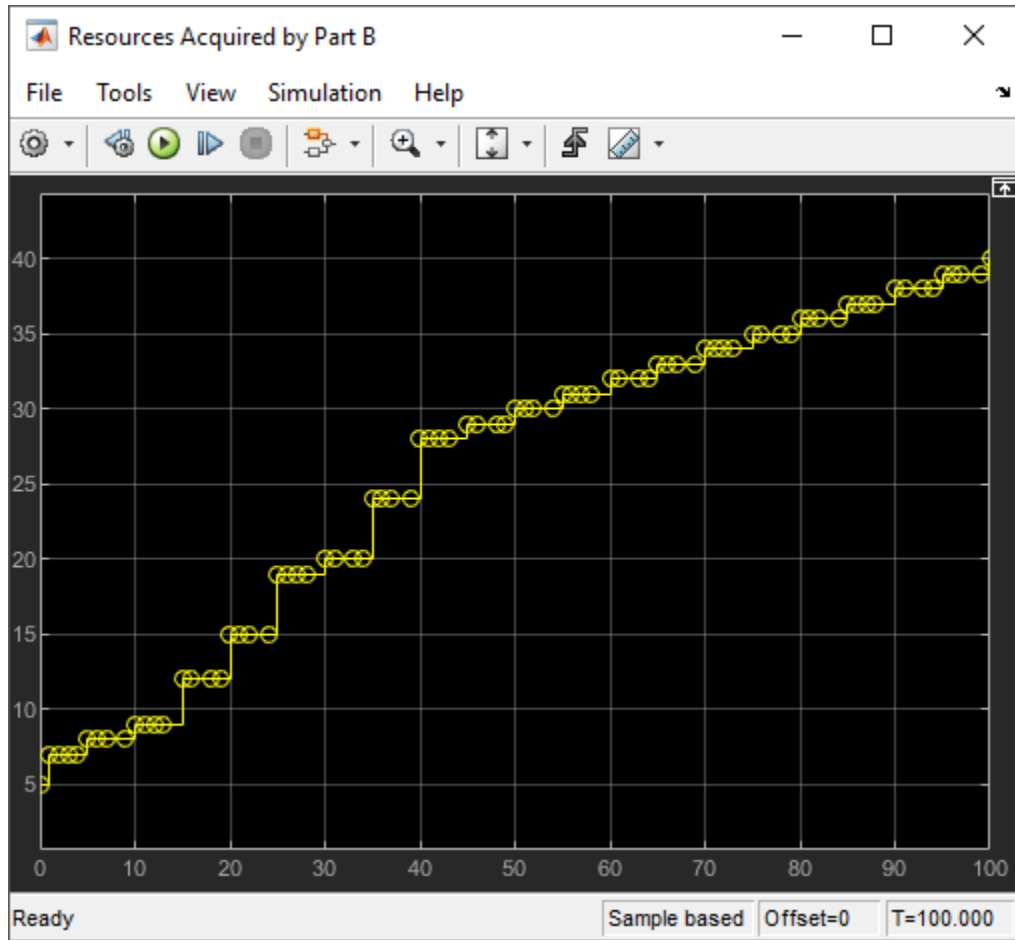 Resources Acquired by Part B
File Tools View Simulation Help
40
35
30
25
20
15
10
5
0 10 20 30 40 50 60 70 80 90 100
Ready Sample based Offset=0 T=100.000